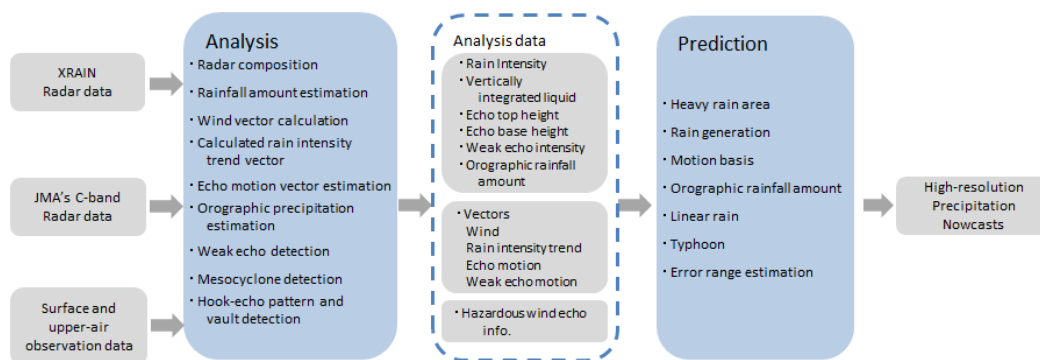 XRAIN
Radar data
JMA's C-band
Radar data
Surface and
upper-air
observation data
Analysis
・Radar composition
・Rainfall amount estimation
・Wind vector calculation
・Calculated rain intensity
trend vector
・Echo motion vector estimation
・Orographic precipitation
estimation
・Weak echo detection
・Mesocyclone detection
・Hook-echo pattern and
vault detection
Analysis data
・Rain Intensity
・Vertically
integrated liquid
・Echo top height
・Echo base height
・Weak echo intensity
・Orographic rainfall
amount
・Vectors
Wind
Rain intensity trend
Echo motion
Weak echo motion
・Hazardous wind echo
info.
Prediction
・Heavy rain area
・Rain generation
・Motion basis
・Orographic rainfall amount
・Linear rain
・Typhoon
・Error range estimation
High-resolution
Precipitation
Nowcasts